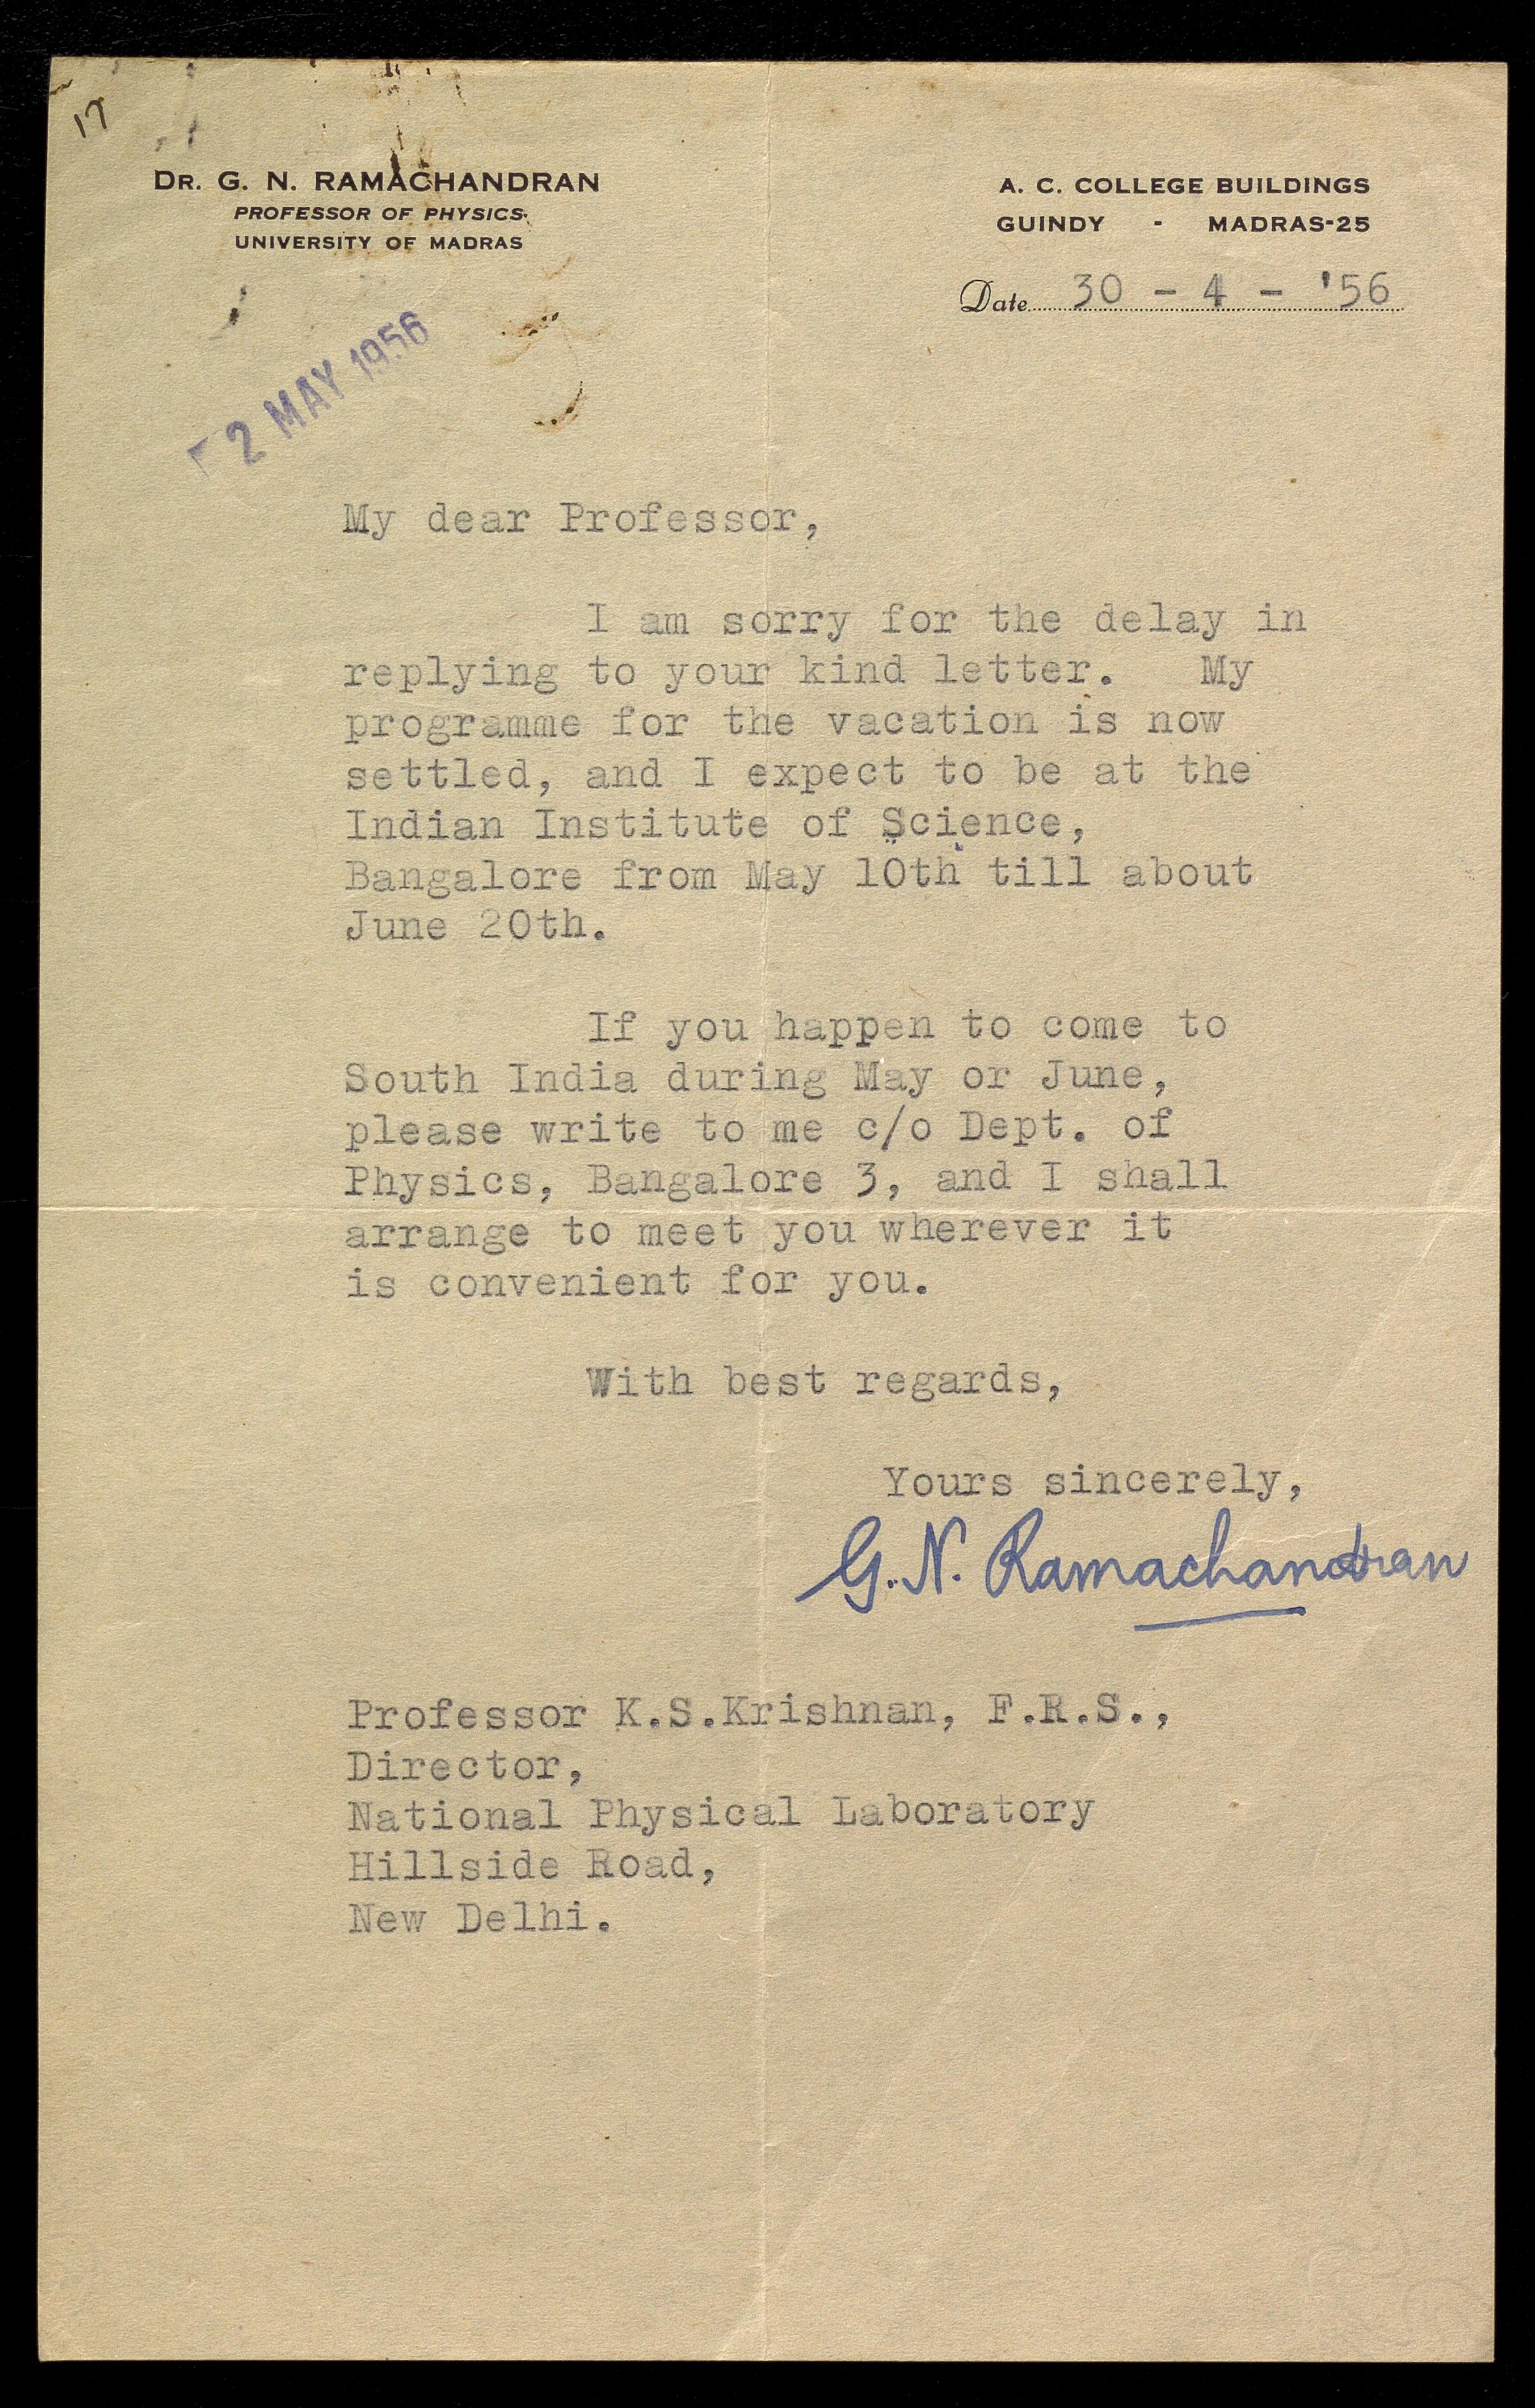 17
DR. G. N. RAMACHANDRAN
PROFESSOR OF PHYSICS
UNIVERSITY OF MADRAS
A. C. COLLEGE BUILDINGS
GUINDY - MADRAS-25
Date 30 - 4 - '56
2 MAY 1956
My dear Professor,
I am sorry for the delay in
replying to your kind letter. My
programme for the vacation is now
settled, and I expect to be at the
Indian Institute of Science,
Bangalore from May 10th till about
June 20th.
If you happen to come to
South India during May or June,
please write to me c/o Dept. of
Physics, Bangalore 3, and I shall
arrange to meet you wherever it
is convenient for you.
With best regards,
Yours sincerely,
G. N. Ramachandran
Professor K.S.Krishnan, F.R.S.,
Director,
National Physical Laboratory
Hillside Road,
New Delhi.